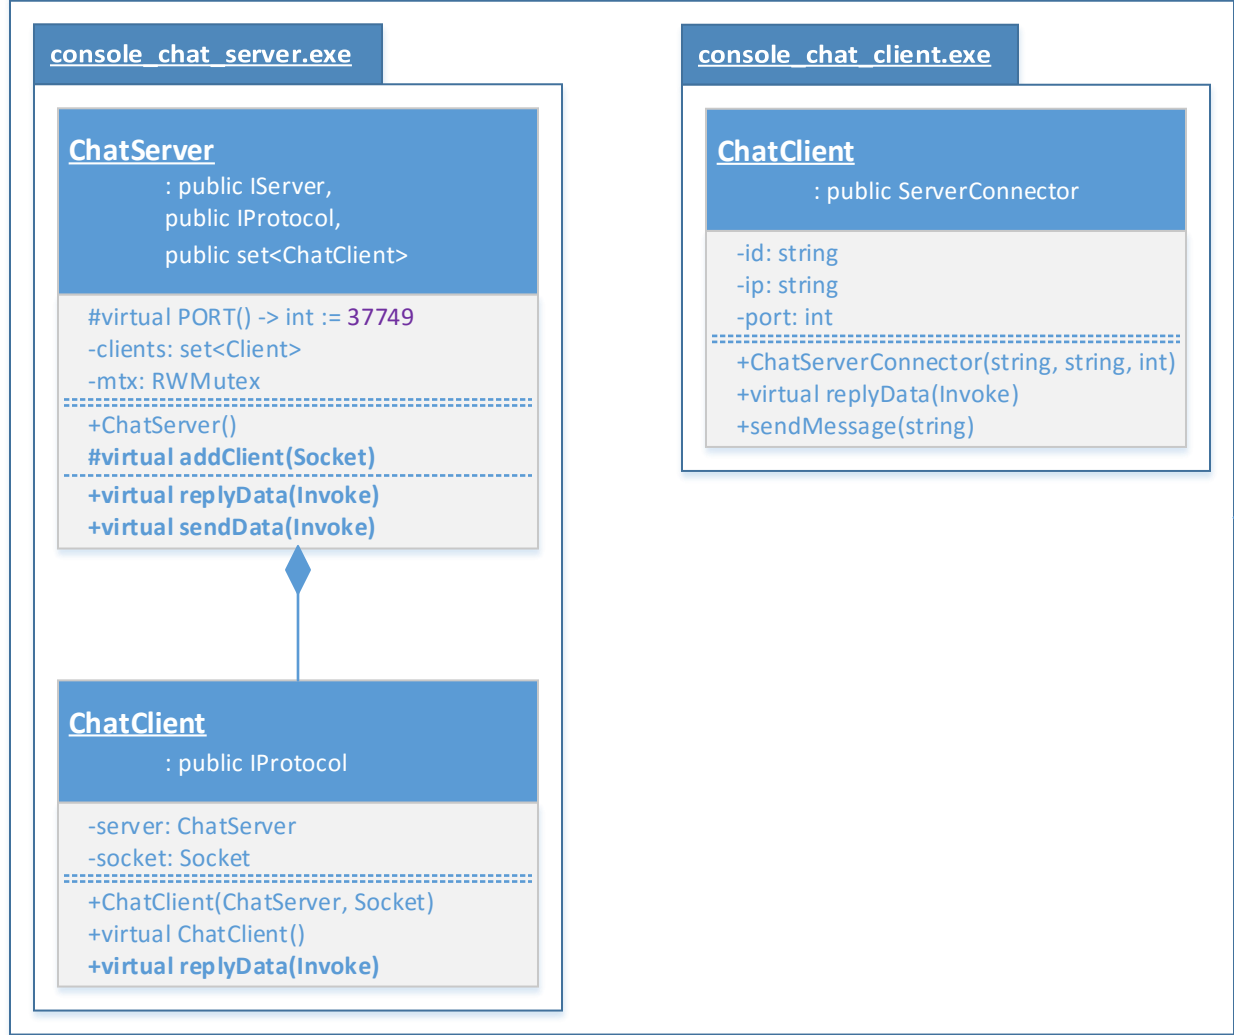 console_chat_server.exe
ChatServer
: public IServer,
public IProtocol,
public set<ChatClient>
#virtual PORT() -> int := 37749
-clients: set<Client>
-mtx: RWMutex
+ChatServer()
#virtual addClient(Socket)
+virtual replyData(Invoke)
+virtual sendData(Invoke)
ChatClient
: public IProtocol
-server: ChatServer
-socket: Socket
+ChatClient(ChatServer, Socket)
+virtual ChatClient()
+virtual replyData(Invoke)
console_chat_client.exe
ChatClient
: public ServerConnector
-id: string
-ip: string
-port: int
+ChatServerConnector(string, string, int)
+virtual replyData(Invoke)
+sendMessage(string)